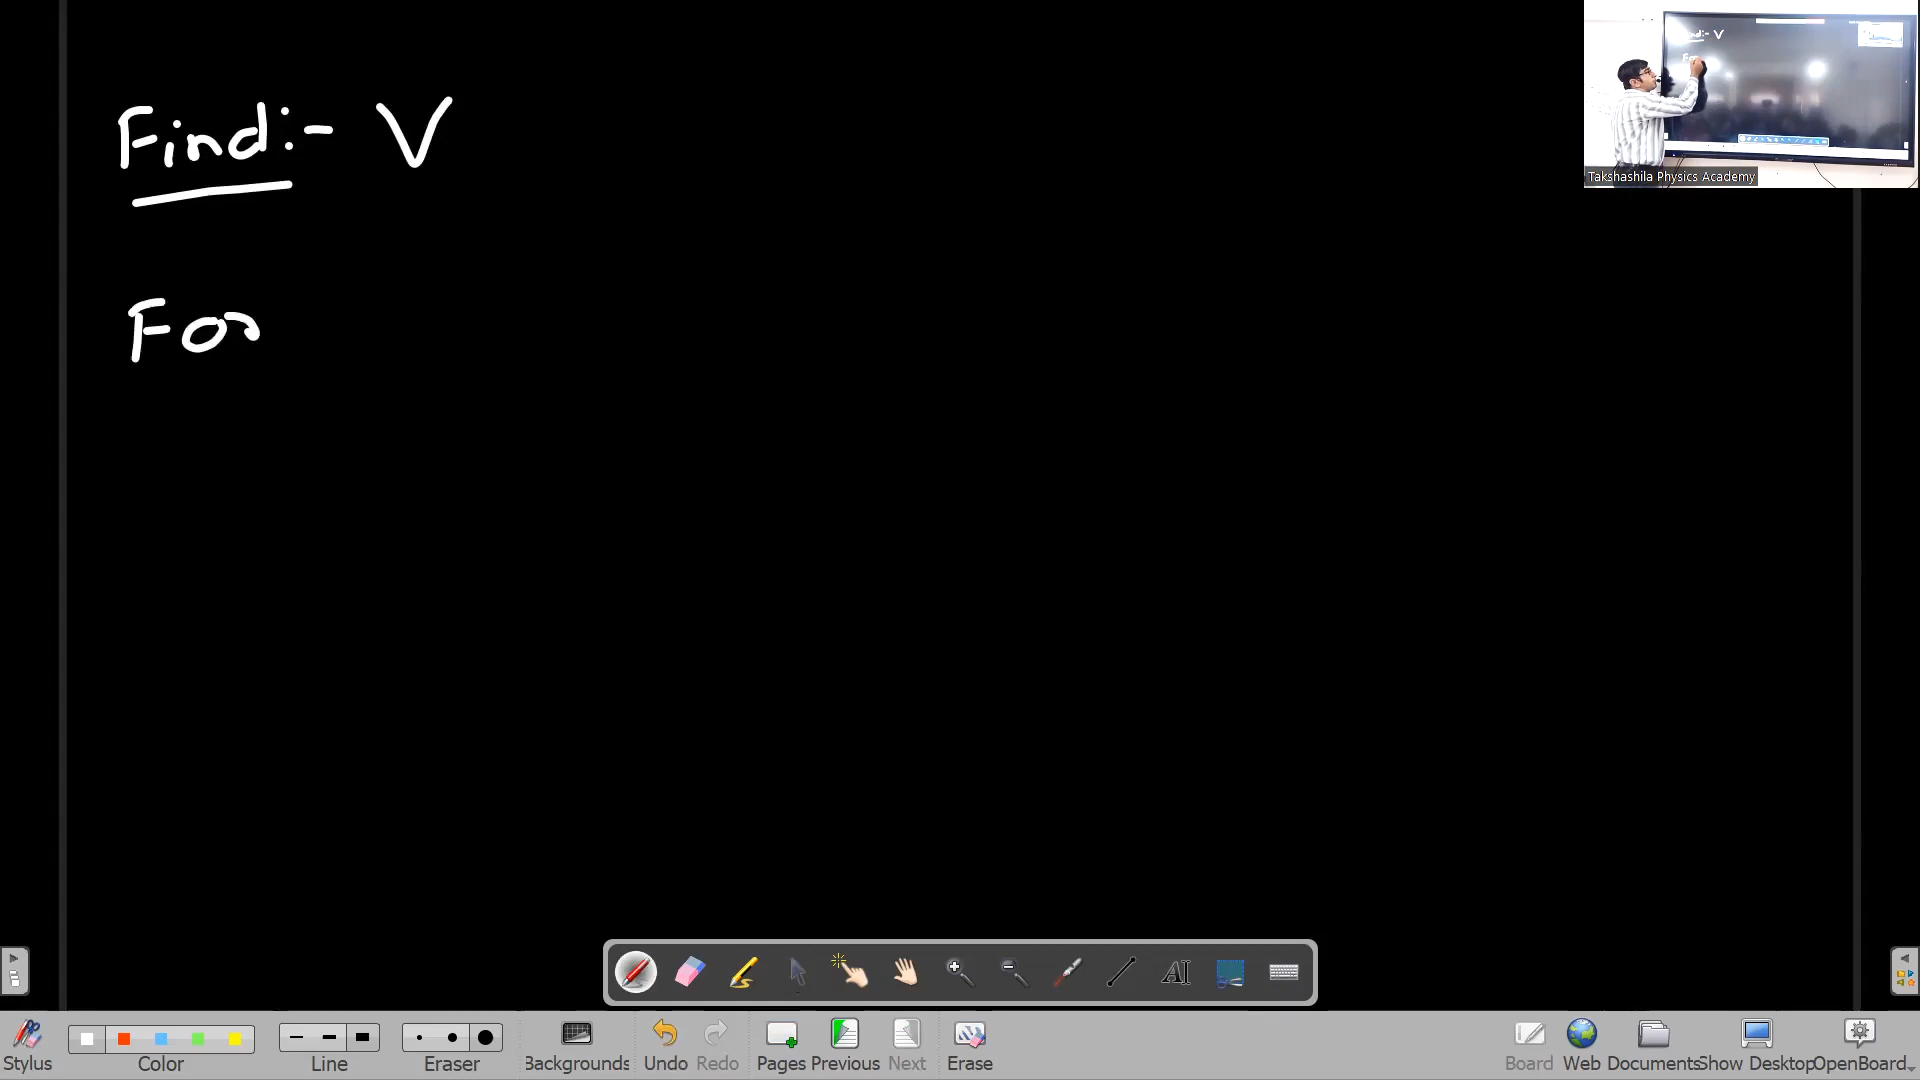 Find:- V
For
Takshashila Physics Academy
Stylus
Color
Line
Eraser
Backgrounds
Undo
Redo
Pages
Previous
Next
Erase
Board
Web
Documents
Show Desktop
OpenBoard
AI